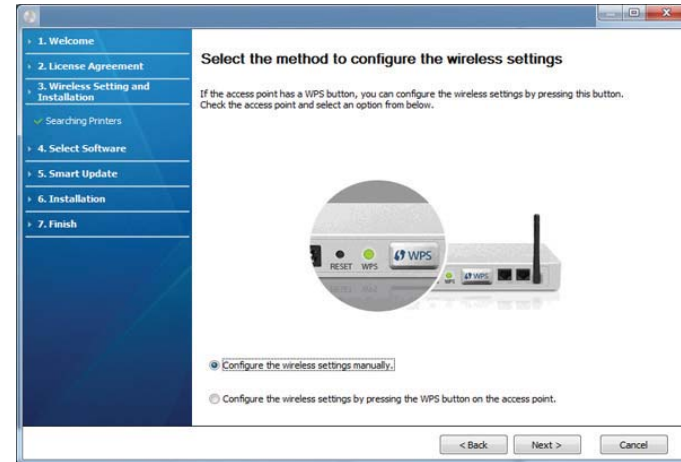 1. Welcome
2. License Agreement
3. Wireless Setting and
Installation
Searching Printers
4. Select Software
5. Smart Update
6. Installation
7. Finish
Select the method to configure the wireless settings
If the access point has a WPS button, you can configure the wireless settings by pressing this button.
Check the access point and select an option from below.
RESET WPS WPS
WPS WPS
Configure the wireless settings manually.
Configure the wireless settings by pressing the WPS button on the access point.
< Back Next > Cancel